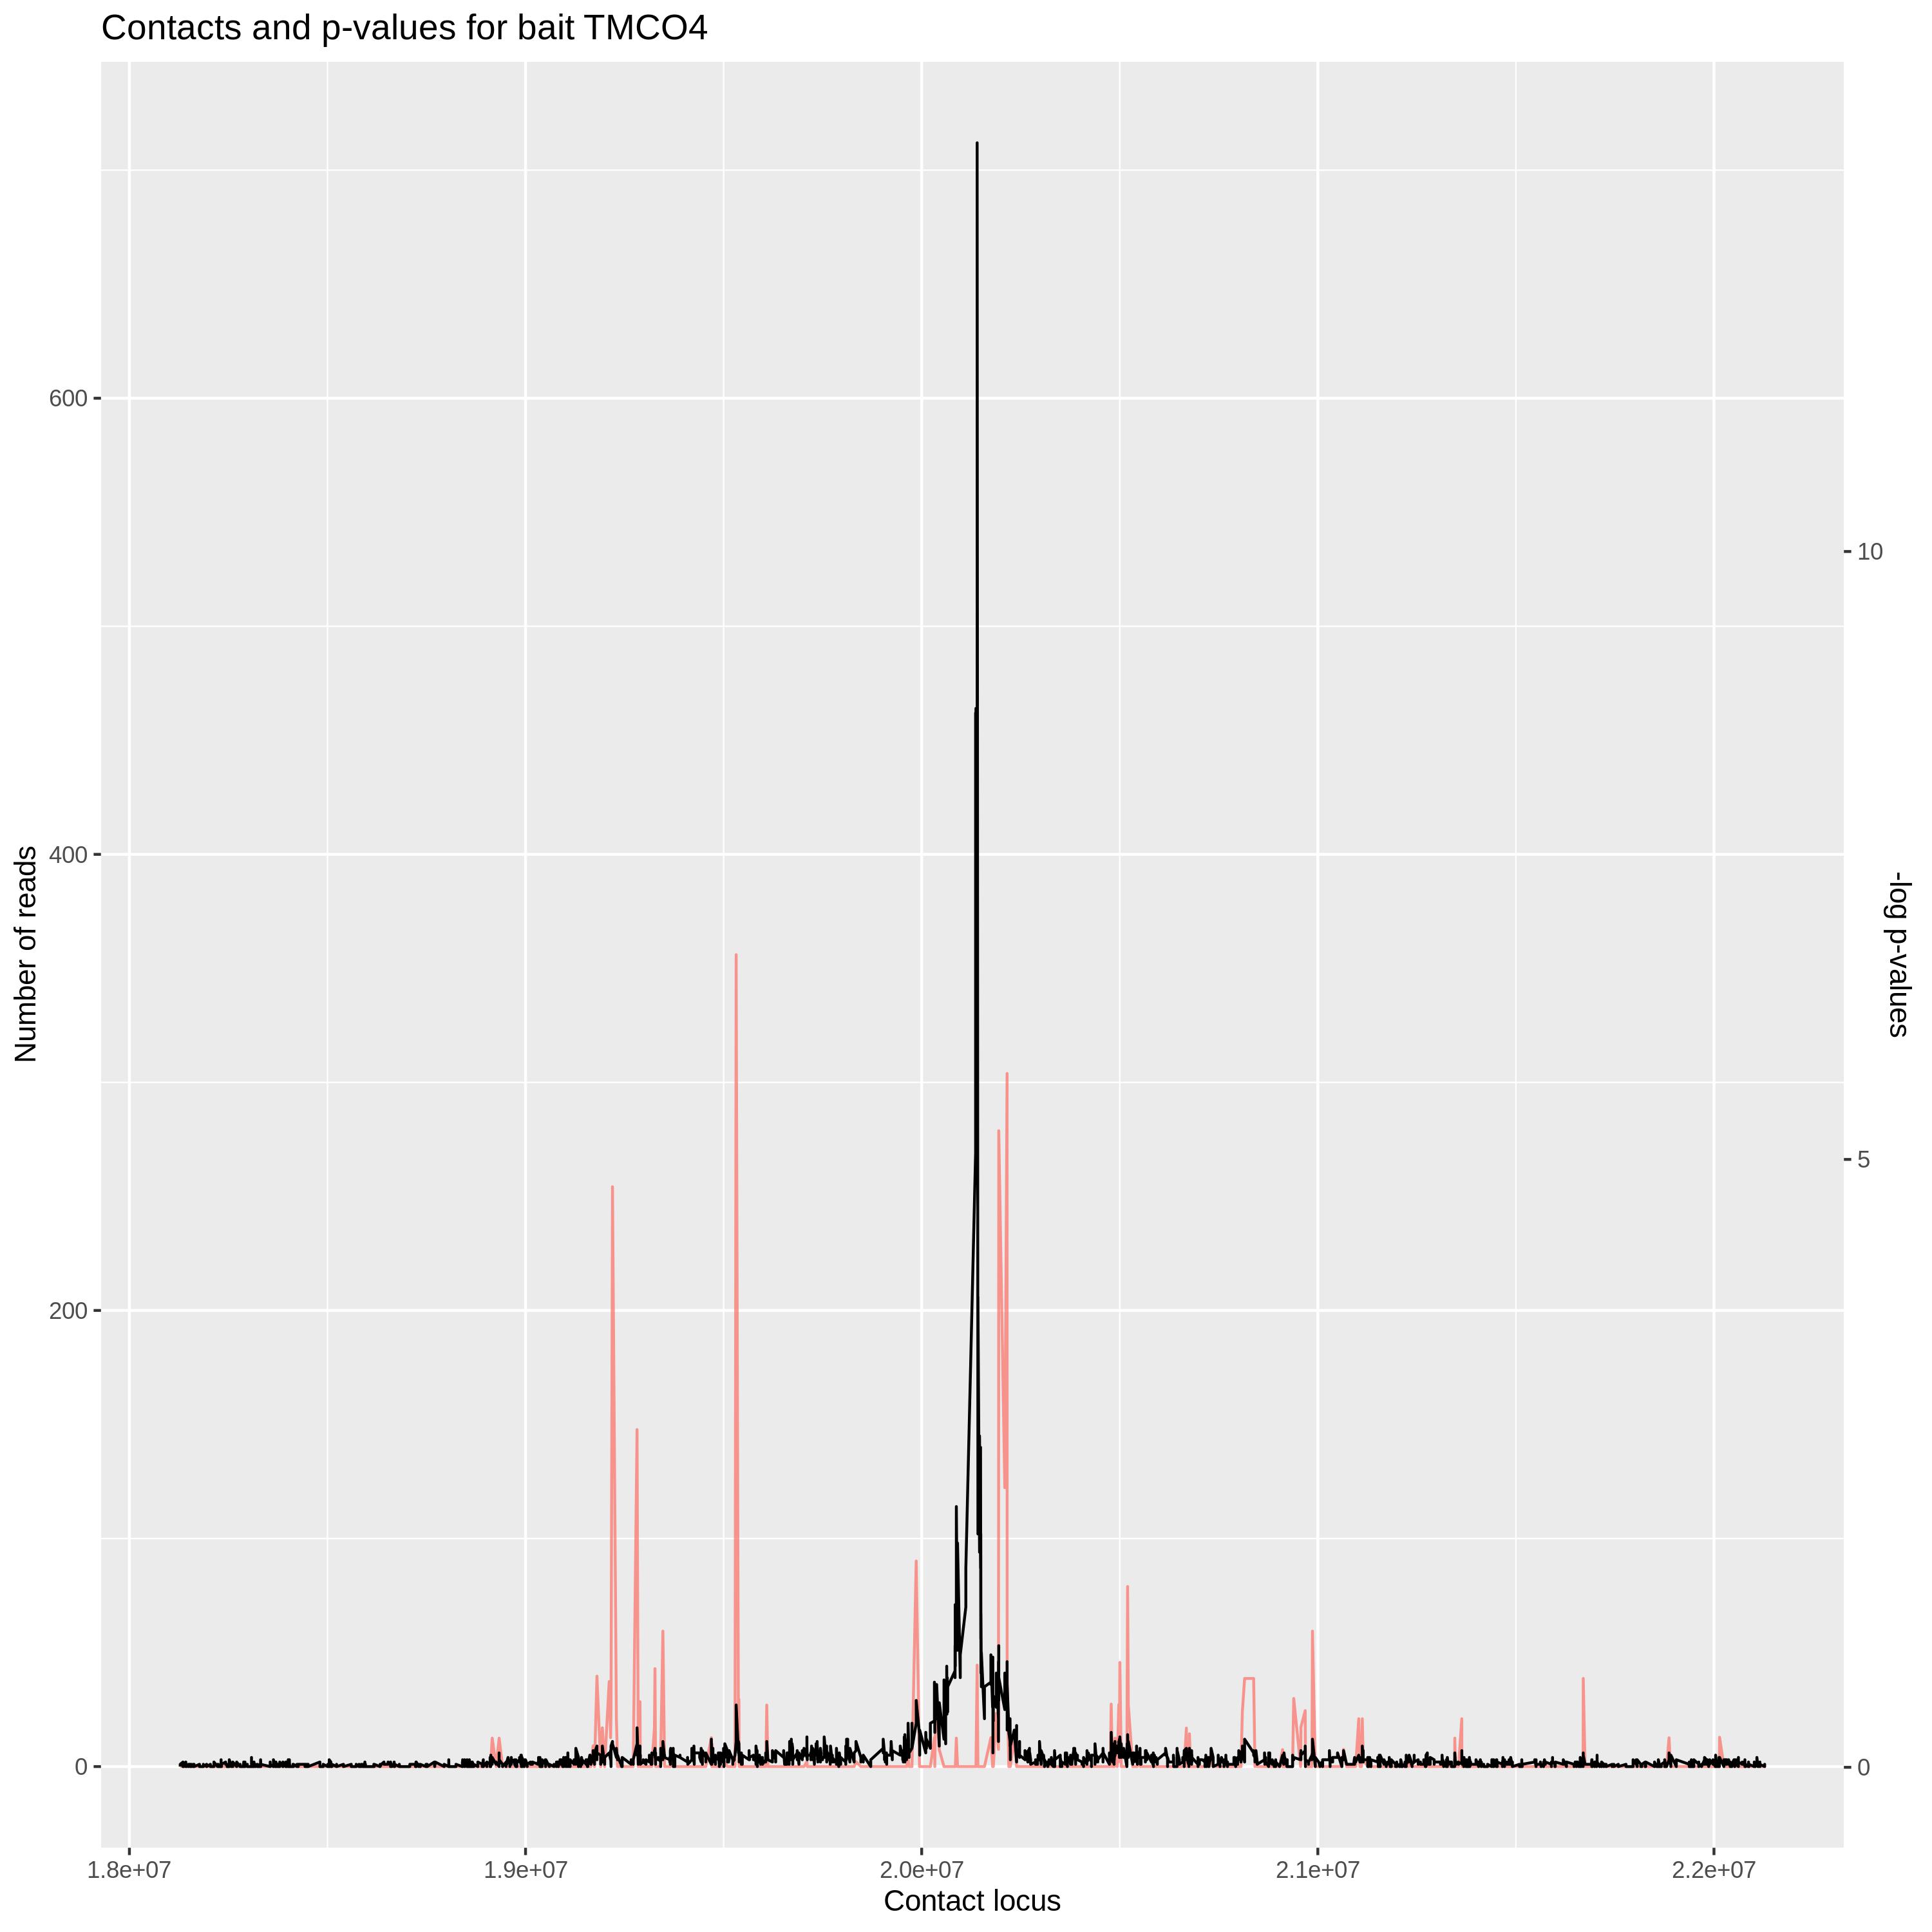 Contacts and p-values for bait TMCO4
Number of reads
600
400
200
0
10
5
0
-log p-values
1.8e+07
1.9e+07
2.0e+07
2.1e+07
2.2e+07
Contact locus